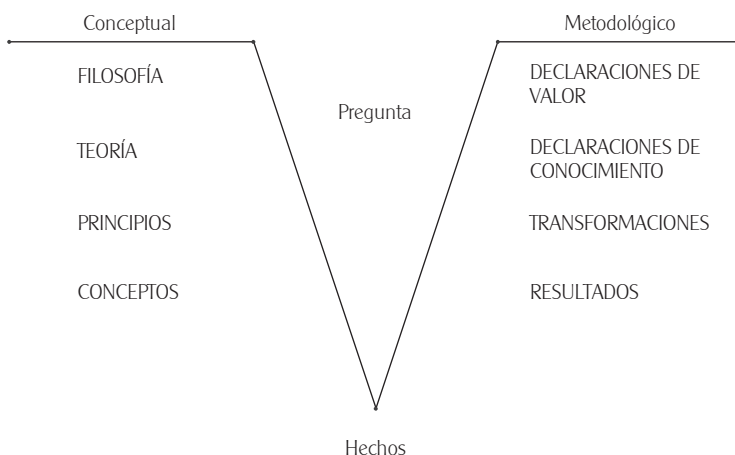 Conceptual
Metodológico
FILOSOFÍA
DECLARACIONES DE
VALOR
Pregunta
TEORÍA
DECLARACIONES DE
CONOCIMIENTO
PRINCIPIOS
TRANSFORMACIONES
CONCEPTOS
RESULTADOS
Hechos